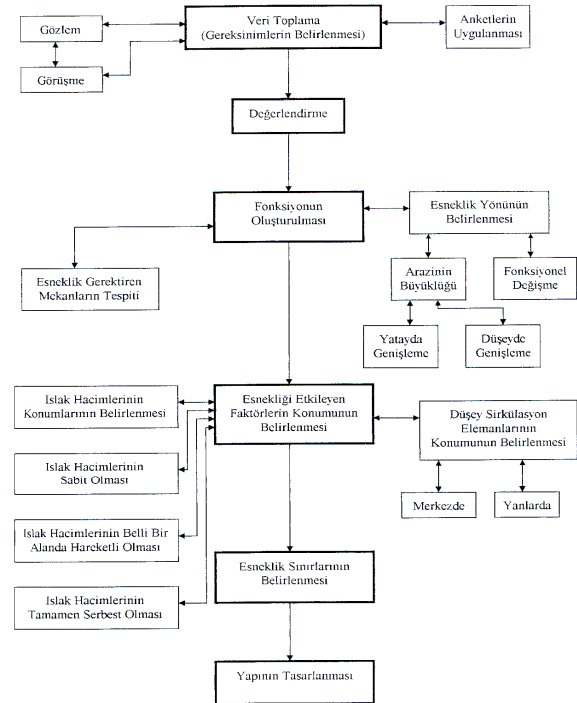 Gözlem
Görüşme
Veri Toplama
(Gereksinimlerin Belirlenmesi)
Anketlerin
Uygulanması
Değerlendirme
Fonksiyonun
Oluşturulması
Esneklik Yönünün
Belirlenmesi
Esneklik Gerektiren
Mekanların Tespiti
Arazinin
Büyüklüğü
Fonksiyonel
Değişme
Yatayda
Genişleme
Düşeyde
Genişleme
Islak Hacimlerinin
Konumlarının Belirlenmesi
Esnekliği Etkileyen
Faktörlerin Konumunun
Belirlenmesi
Düşey Sirkülasyon
Elemanlarının
Konumunun Belirlenmesi
Islak Hacimlerinin
Sabit Olması
Merkezde
Yanlarda
Islak Hacimlerinin Belli Bir
Alanda Hareketli Olması
Esneklik Sınırlarının
Belirlenmesi
Islak Hacimlerinin
Tamamen Serbest Olması
Yapının Tasarlanması